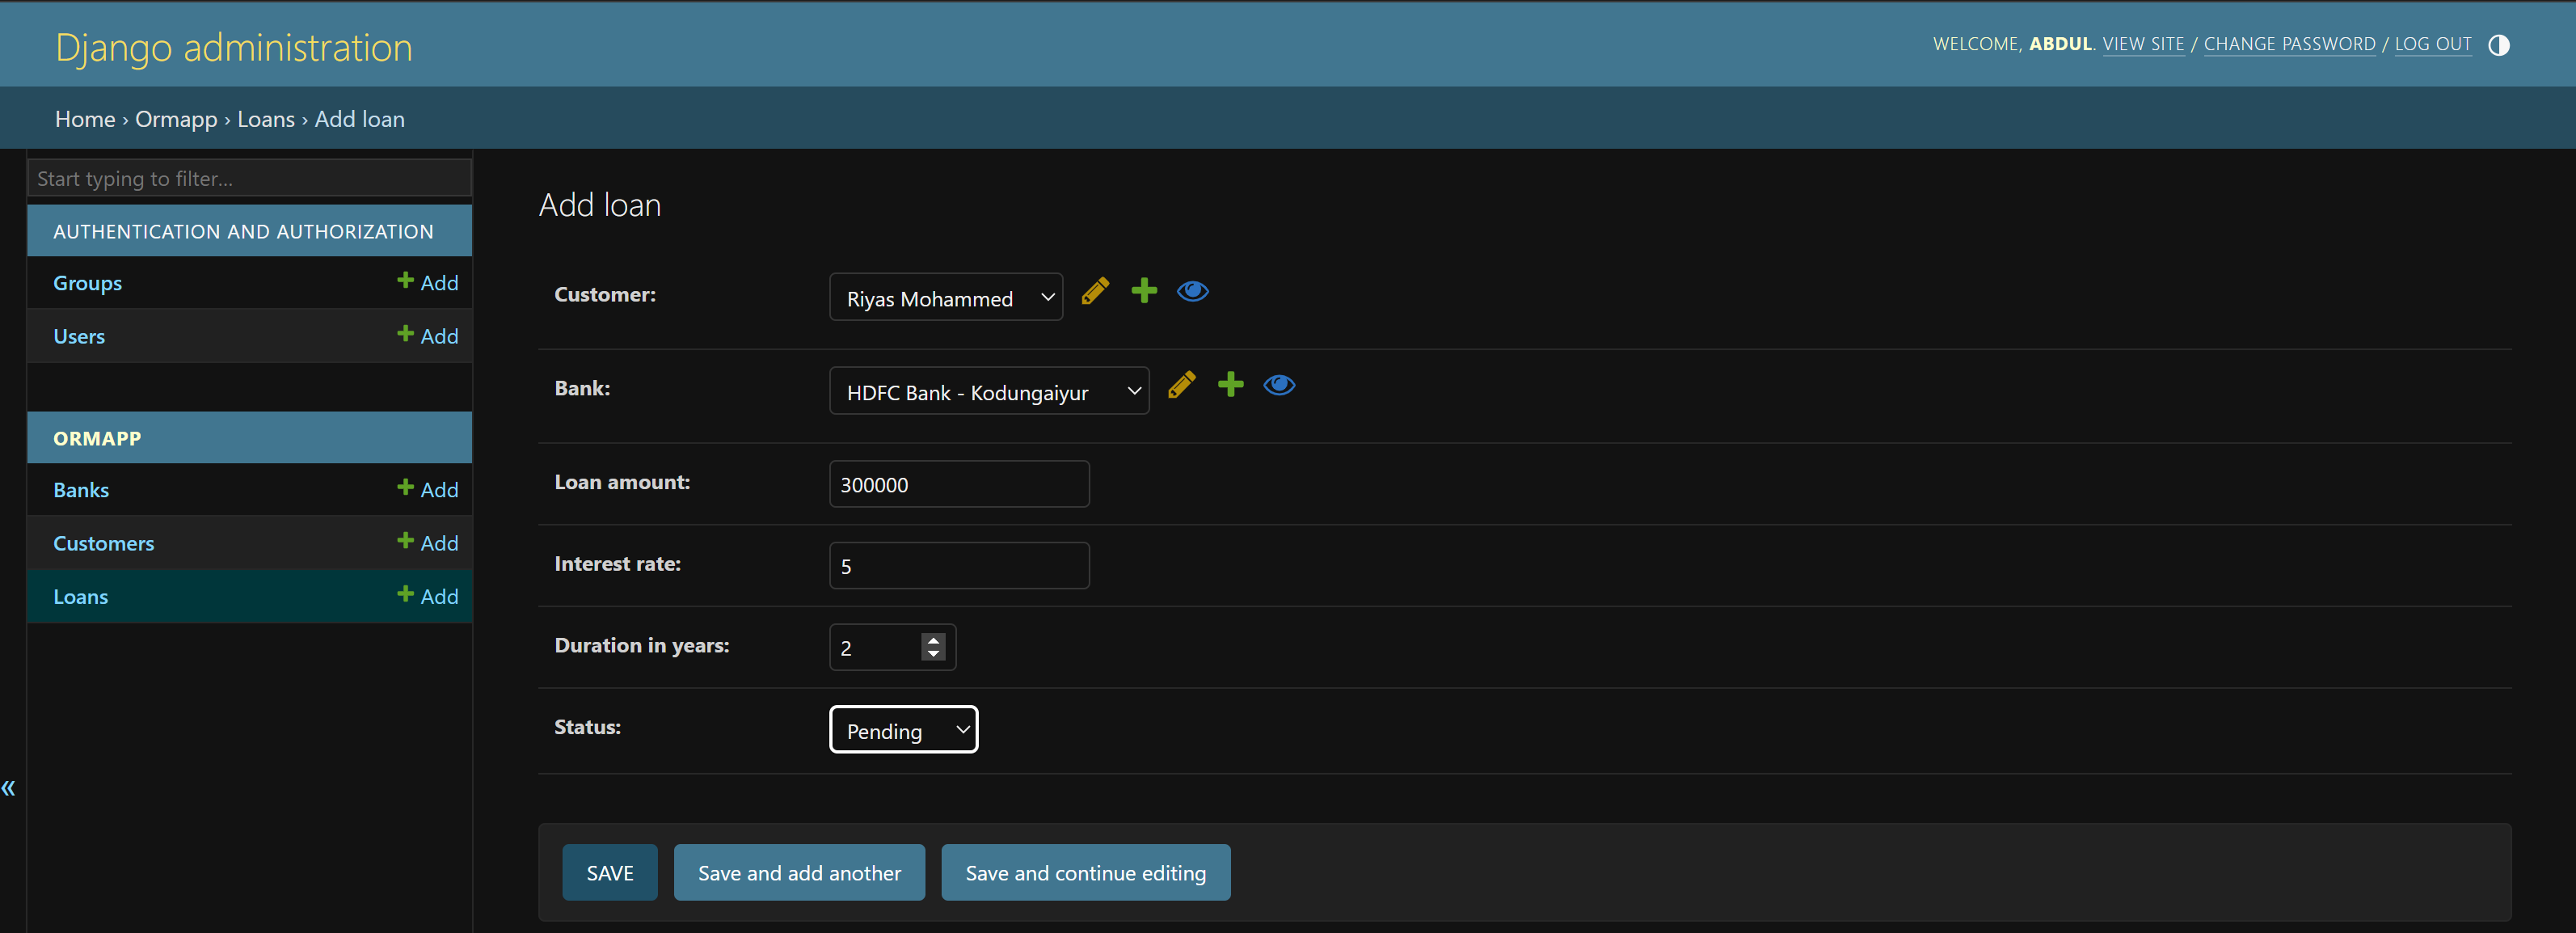 Django administration
WELCOME, ABDUL. VIEW SITE / CHANGE PASSWORD / LOG OUT
Home › Ormapp › Loans › Add loan
Start typing to filter...
AUTHENTICATION AND AUTHORIZATION
Groups Add
Users Add
ORMAPP
Banks Add
Customers Add
Loans Add
«
Add loan
Customer: Riyas Mohammed
Bank: HDFC Bank - Kodungaiyur
Loan amount: 300000
Interest rate: 5
Duration in years: 2
Status: Pending
SAVE Save and add another Save and continue editing